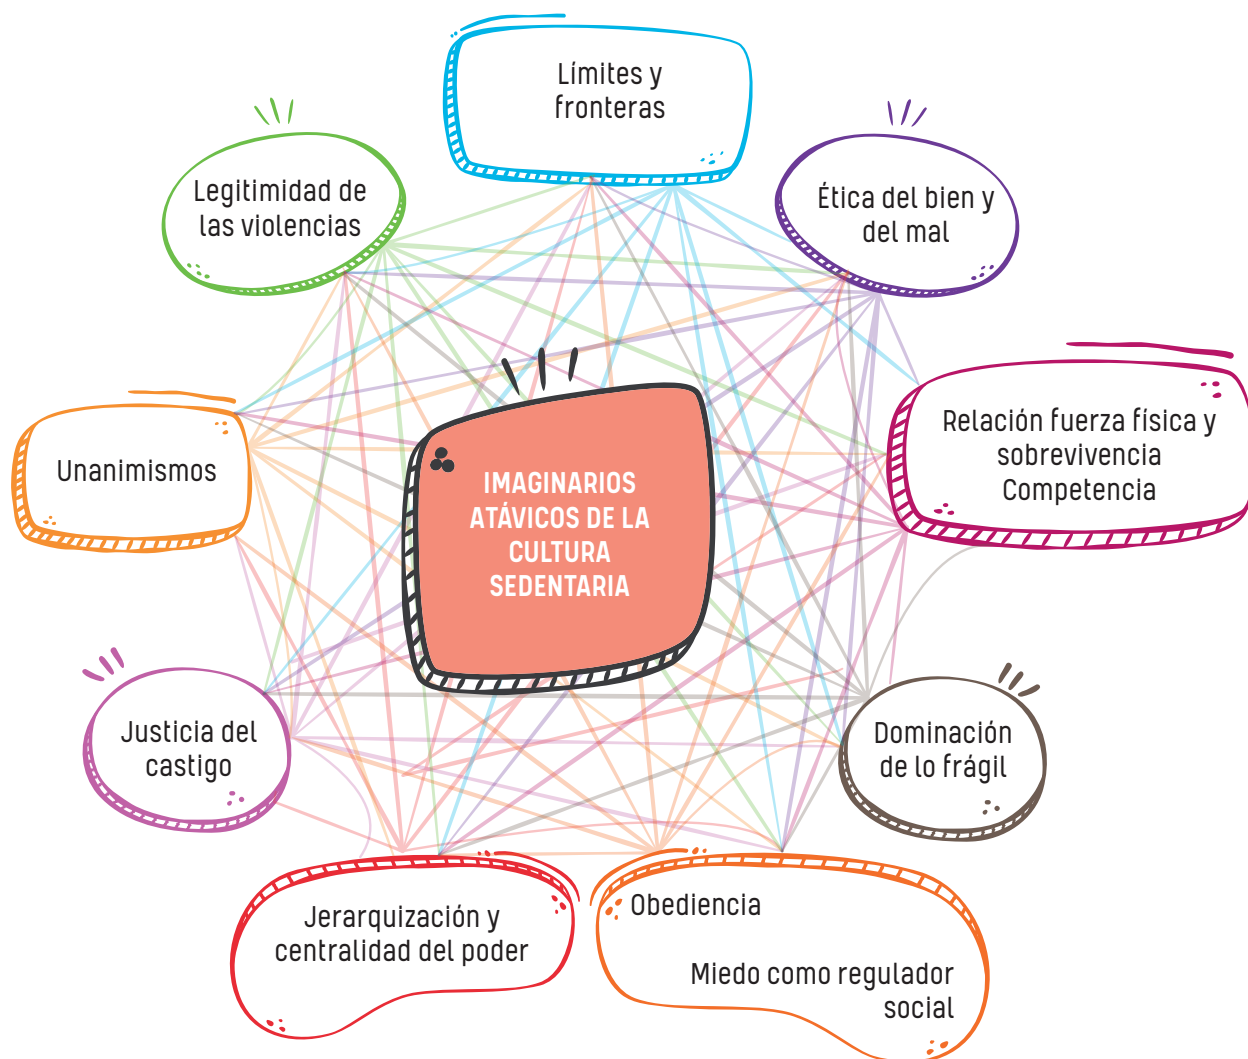 Límites y
fronteras
Legitimidad de
las violencias
Ética del bien y
del mal
Relación fuerza física y
sobrevivencia
Competencia
Unanimismos
IMAGINARIOS
ATÁVICOS DE LA
CULTURA
SEDENTARIA
Justicia del
castigo
Dominación
de lo frágil
Jerarquización y
centralidad del poder
Obediencia
Miedo como regulador
social